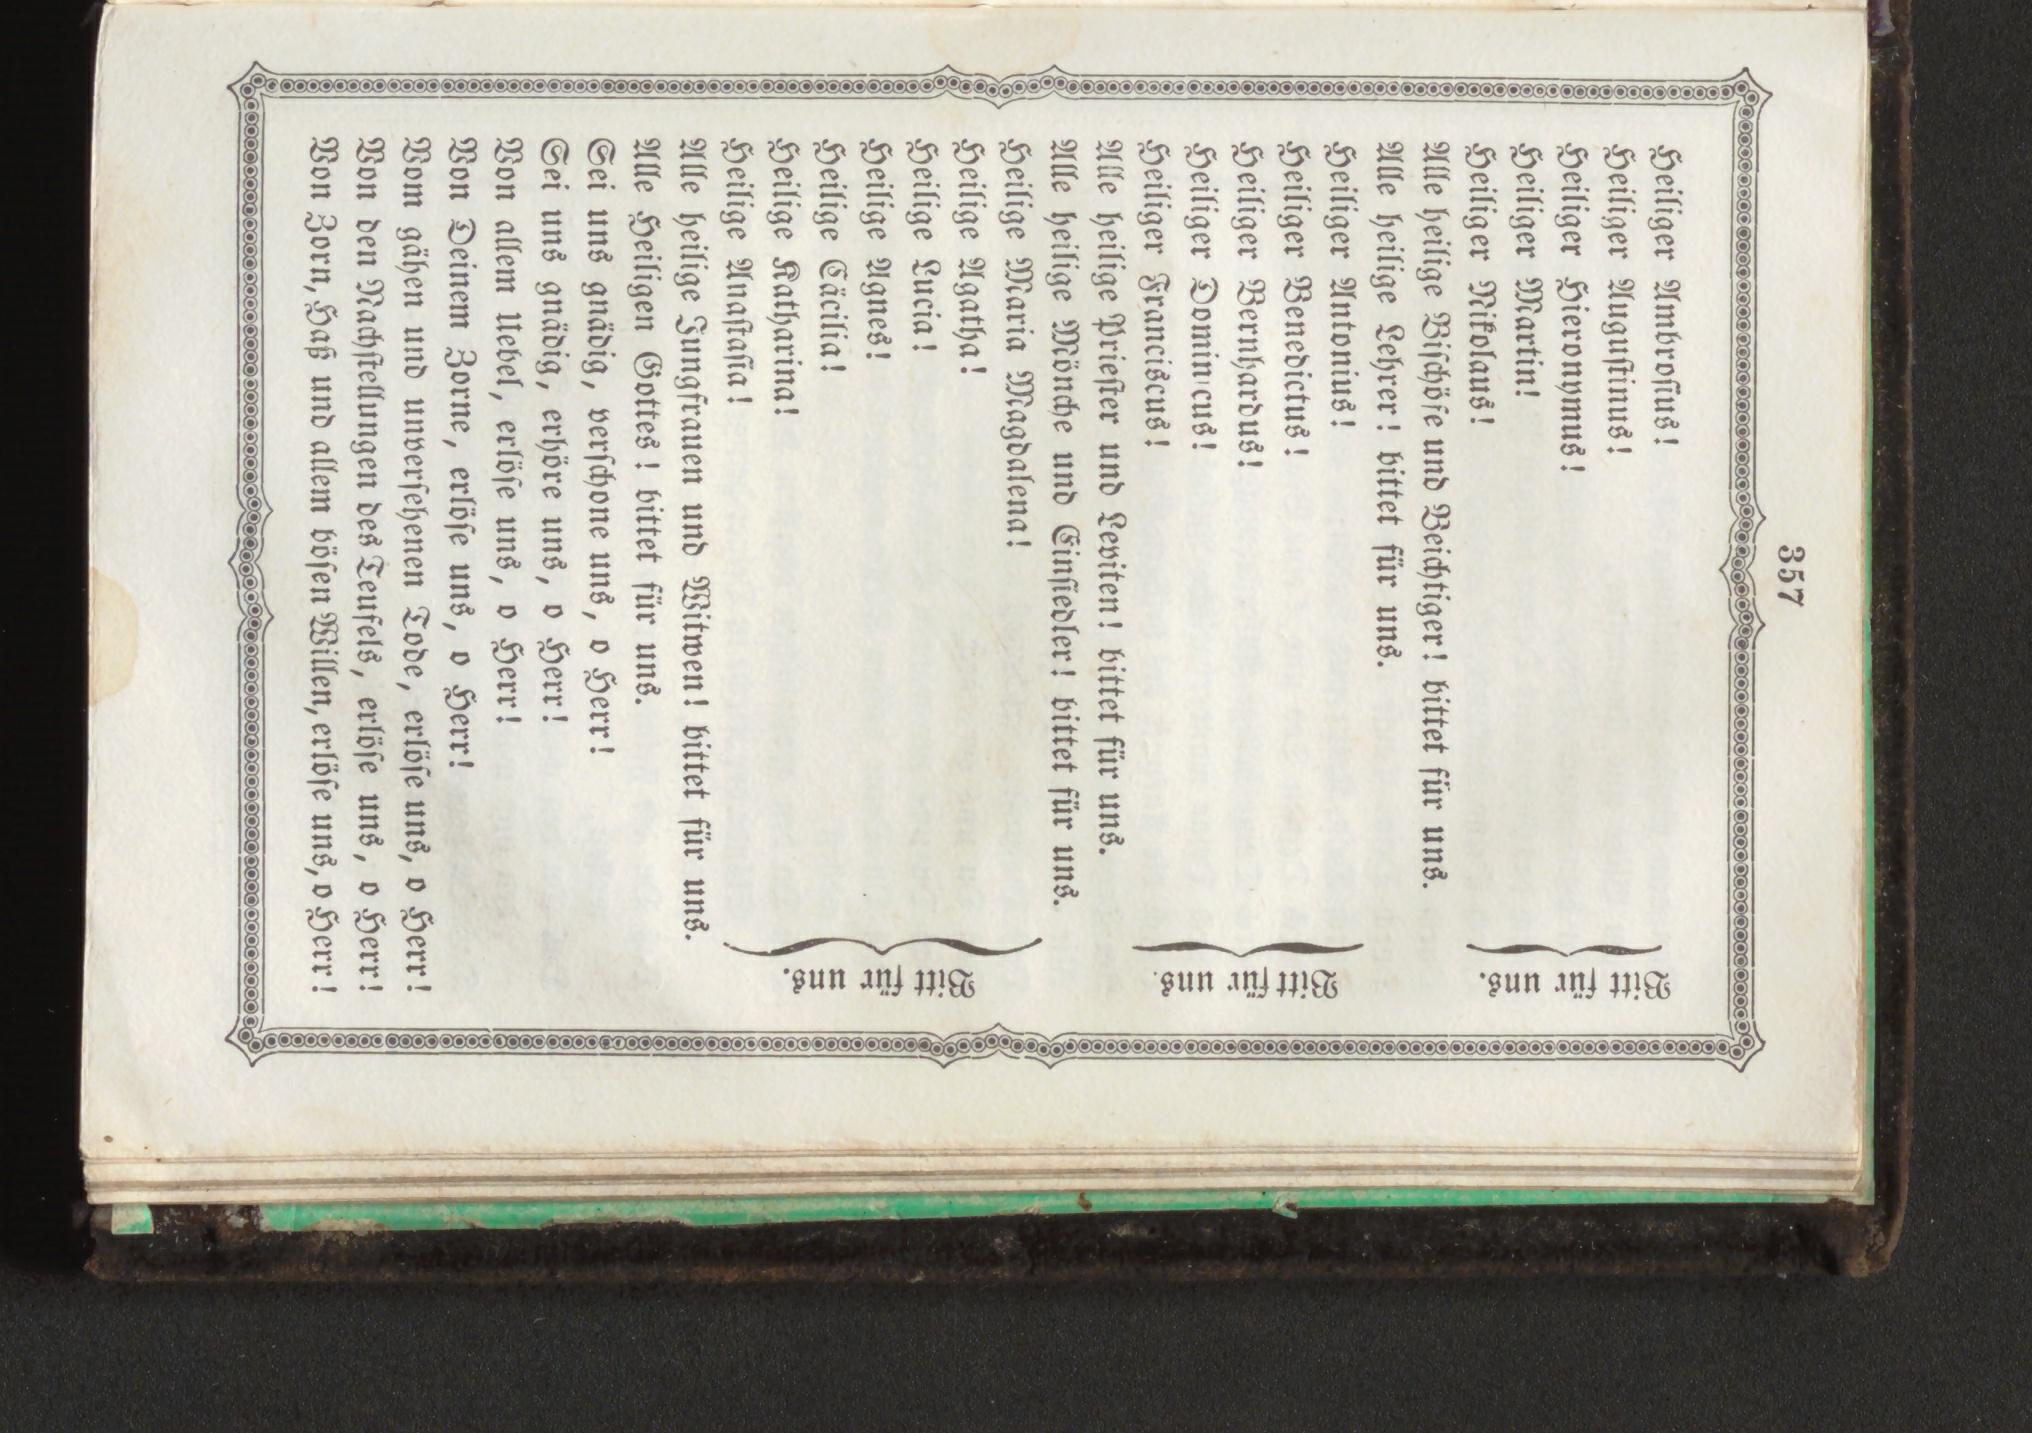 357
Heiliger Ambrosius!
Heiliger Augustinus!
Heiliger Hieronymus!
Heiliger Martin!
Heiliger Nikolaus!
Bitt für uns.
Alle heilige Bischöfe und Beichtiger! bittet für uns.
Alle heilige Lehrer! bittet für uns.
Heiliger Antonius!
Heiliger Benedictus!
Heiliger Bernhardus!
Heiliger Dominicus!
Heiliger Franciscus!
Bitt für uns.
Alle heilige Priester und Leviten! bittet für uns.
Alle heilige Mönche und Einsiedler! bittet für uns.
Heilige Maria Magdalena!
Heilige Agatha!
Heilige Lucia!
Heilige Agnes!
Heilige Cäcilia!
Heilige Katharina!
Heilige Anastasia!
Bitt für uns.
Alle heilige Jungfrauen und Witwen! bittet für uns.
Alle Heiligen Gottes! bittet für uns.
Sei uns gnädig, verschone uns, o Herr!
Sei uns gnädig, erhöre uns, o Herr!
Von allem Uebel, erlöse uns, o Herr!
Von Deinem Zorne, erlöse uns, o Herr!
Vom gähen und unversehenen Tode, erlöse uns, o Herr!
Von den Nachstellungen des Teufels, erlöse uns, o Herr!
Von Zorn, Haß und allem bösen Willen, erlöse uns, o Herr!